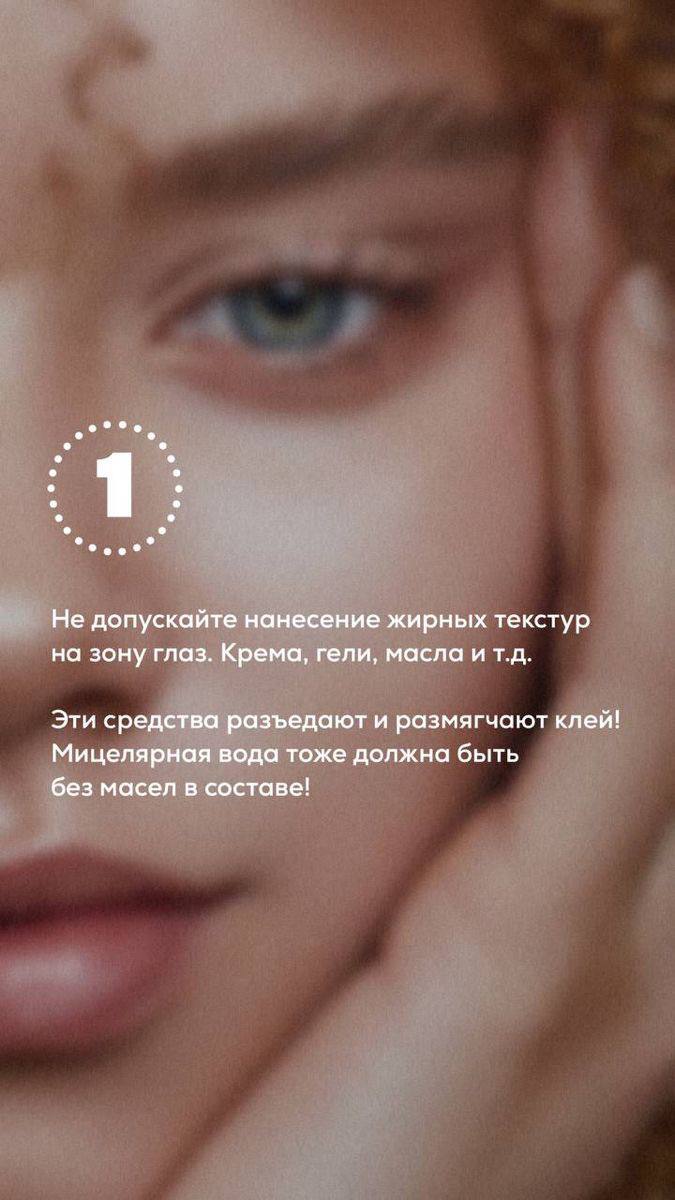 1
Не допускайте нанесение жирных текстур
на зону глаз. Крема, гели, масла и т.д.
Эти средства разъедают и размягчают клей!
Мицелярная вода тоже должна быть
без масел в составе!